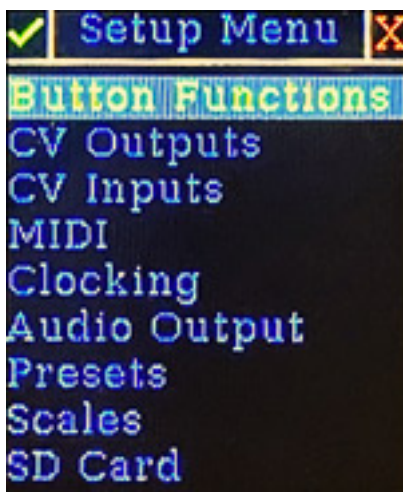 ✓ Setup Menu X
Button Functions
CV Outputs
CV Inputs
MIDI
Clocking
Audio Output
Presets
Scales
SD Card